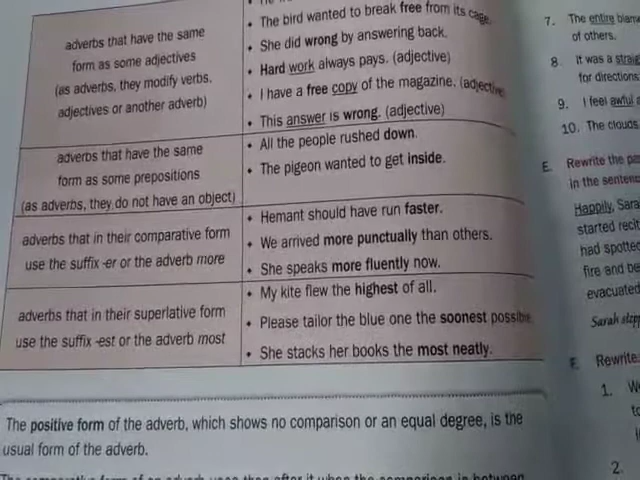 adverbs that have the same
form as some adjectives
(as adverbs, they modify verbs,
adjectives or another adverb)
• The bird wanted to break free from its cage.
• She did wrong by answering back.
• Hard work always pays. (adjective)
• I have a free copy of the magazine. (adjective
• This answer is wrong. (adjective)
adverbs that have the same
form as some prepositions
(as adverbs, they do not have an object)
• All the people rushed down.
• The pigeon wanted to get inside.
adverbs that in their comparative form
use the suffix -er or the adverb more
• Hemant should have run faster.
• We arrived more punctually than others.
• She speaks more fluently now.
adverbs that in their superlative form
use the suffix -est or the adverb most
• My kite flew the highest of all.
• Please tailor the blue one the soonest possible
• She stacks her books the most neatly.
The positive form of the adverb, which shows no comparison or an equal degree, is the
usual form of the adverb.
7. The entire
of others.
8. It was a
for directions
9. I feel awful
10. The clouds
E. Rewrite the
in the
Happily, Sara
started
had spotted
fire and
evacuated
Sarah
F. Rewrite
1.
2.